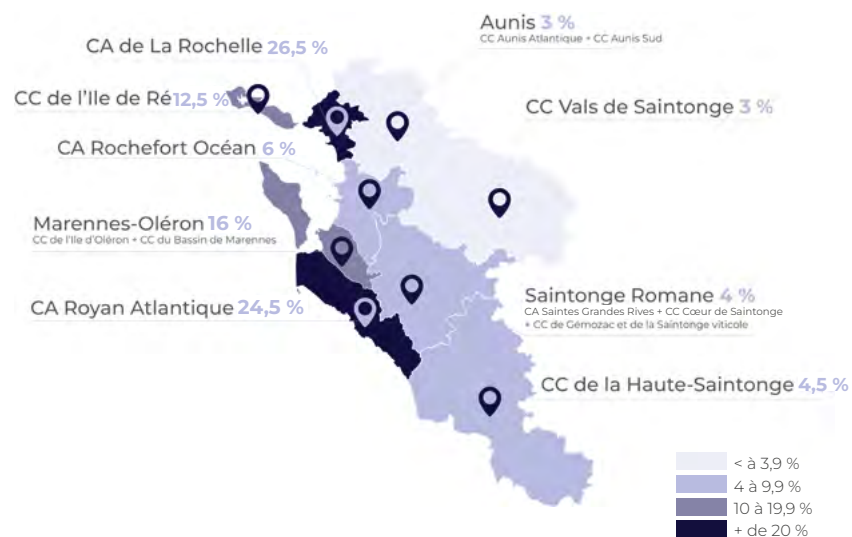 Aunis 3 %
CC Aunis Atlantique + CC Aunis Sud
CA de La Rochelle 26,5 %
CC de l'Ile de Ré 12,5 %
CC Vals de Saintonge 3 %
CA Rochefort Océan 6 %
Marennes-Oléron 16 %
CC de l'Ile d'Oléron + CC du Bassin de Marennes
CA Royan Atlantique 24,5 %
Saintonge Romane 4 %
CA Saintes Grandes Rives + CC Cœur de Saintonge
+ CC de Gémozac et de la Saintonge viticole
CC de la Haute-Saintonge 4,5 %
< à 3,9 %
4 à 9,9 %
10 à 19,9 %
+ de 20 %